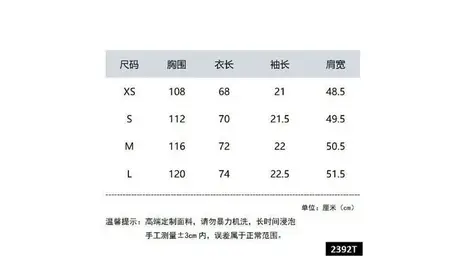 尺码 胸围 衣长 袖长 肩宽
XS 108 68 21 48.5
S 112 70 21.5 49.5
M 116 72 22 50.5
L 120 74 22.5 51.5
单位：厘米（cm）
温馨提示：高端定制面料，请勿暴力机洗，长时间浸泡
手工测量±3cm内，误差属于正常范围。
2392T